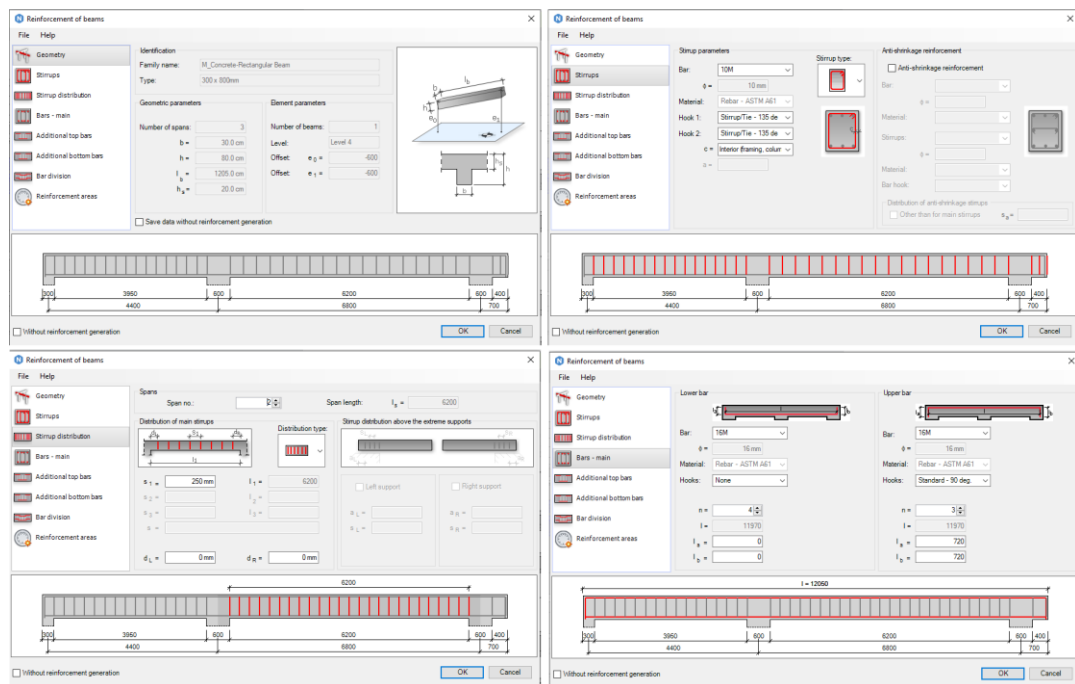 Reinforcement of beams
File Help
Geometry
Stirrups
Stirrup distribution
Bars - main
Additional top bars
Additional bottom bars
Bar division
Reinforcement areas
Identification
Family name: M_Concrete-Rectangular Beam
Type: 300 x 800mm
Geometric parameters
Number of spans: 3
b = 30.0 cm
h = 80.0 cm
l = 1205.0 cm
h = 20.0 cm
Element parameters
Number of beams: 1
Level: Level 4
Offset: e 0 = -600
Offset: e 1 = -600
Save data without reinforcement generation
300 3960 600 6200 600 400
4400 6800 700
Without reinforcement generation
OK Cancel
Reinforcement of beams
File Help
Geometry
Stirrups
Stirrup distribution
Bars - main
Additional top bars
Additional bottom bars
Bar division
Reinforcement areas
Stirrup parameters
Bar: 10M
ϕ = 10 mm
Material: Rebar - ASTM A61
Hook 1: Stirrup/Tie - 135 de
Hook 2: Stirrup/Tie - 135 de
c = Interior (framing, colum
a =
Stirrup type:
Anti-shrinkage reinforcement
Anti-shrinkage reinforcement
Bar:
ϕ =
Material:
Stirrups:
ϕ =
Material:
Bar hook:
Distribution of anti-shrinkage stirrups
Other than for main stirrups
300 3960 600 6200 600 400
4400 6800 700
Without reinforcement generation
OK Cancel
Reinforcement of beams
File Help
Geometry
Stirrups
Stirrup distribution
Bars - main
Additional top bars
Additional bottom bars
Bar division
Reinforcement areas
Spans
Span no.: 2
Span length: l s = 6200
Distribution of main stirrups
Distribution type:
s 1 = 250 mm
s 2 =
s 3 =
s =
l 1 = 6200
l 2 =
l 3 =
d L = 0 mm
d R = 0 mm
Stirrup distribution above the extreme supports
Left support
Right support
6200
300 3960 600 6200 600 400
4400 6800 700
Without reinforcement generation
OK Cancel
Reinforcement of beams
File Help
Geometry
Stirrups
Stirrup distribution
Bars - main
Additional top bars
Additional bottom bars
Bar division
Reinforcement areas
Lower bar
Bar: 16M
ϕ = 16 mm
Material: Rebar - ASTM A61
Hooks: None
n = 4
l = 11970
l a = 0
l b = 0
Upper bar
Bar: 16M
ϕ = 16 mm
Material: Rebar - ASTM A61
Hooks: Standard - 90 deg.
n = 3
l = 11970
l a = 720
l b = 720
l = 12050
300 3960 600 6200 600 400
4400 6800 700
Without reinforcement generation
OK Cancel